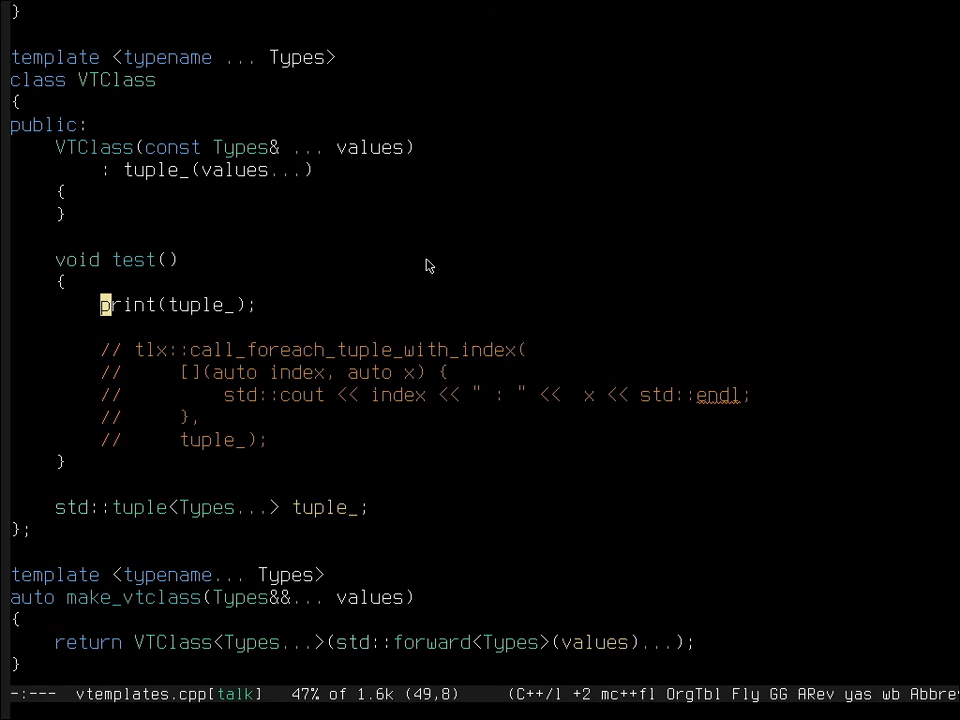 }
template <typename ... Types>
class VTClass
{
public:
    VTClass(const Types& ... values)
        : tuple_(values...)
    {
    }
    void test()
    {
        print(tuple_);
        // tlx::call_foreach_tuple_with_index(
        //     [](auto index, auto x) {
        //         std::cout << index << " : " <<  x << std::endl;
        //     },
        //     tuple_);
    }
    std::tuple<Types...> tuple_;
};
template <typename... Types>
auto make_vtclass(Types&&... values)
{
    return VTClass<Types...>(std::forward<Types>(values)...);
}
-:---  vtemplates.cpp[talk]   47% of 1.6k (49,8)    (C++/l +2 mc++fl OrgTbl Fly GG ARev yas wb Abbre